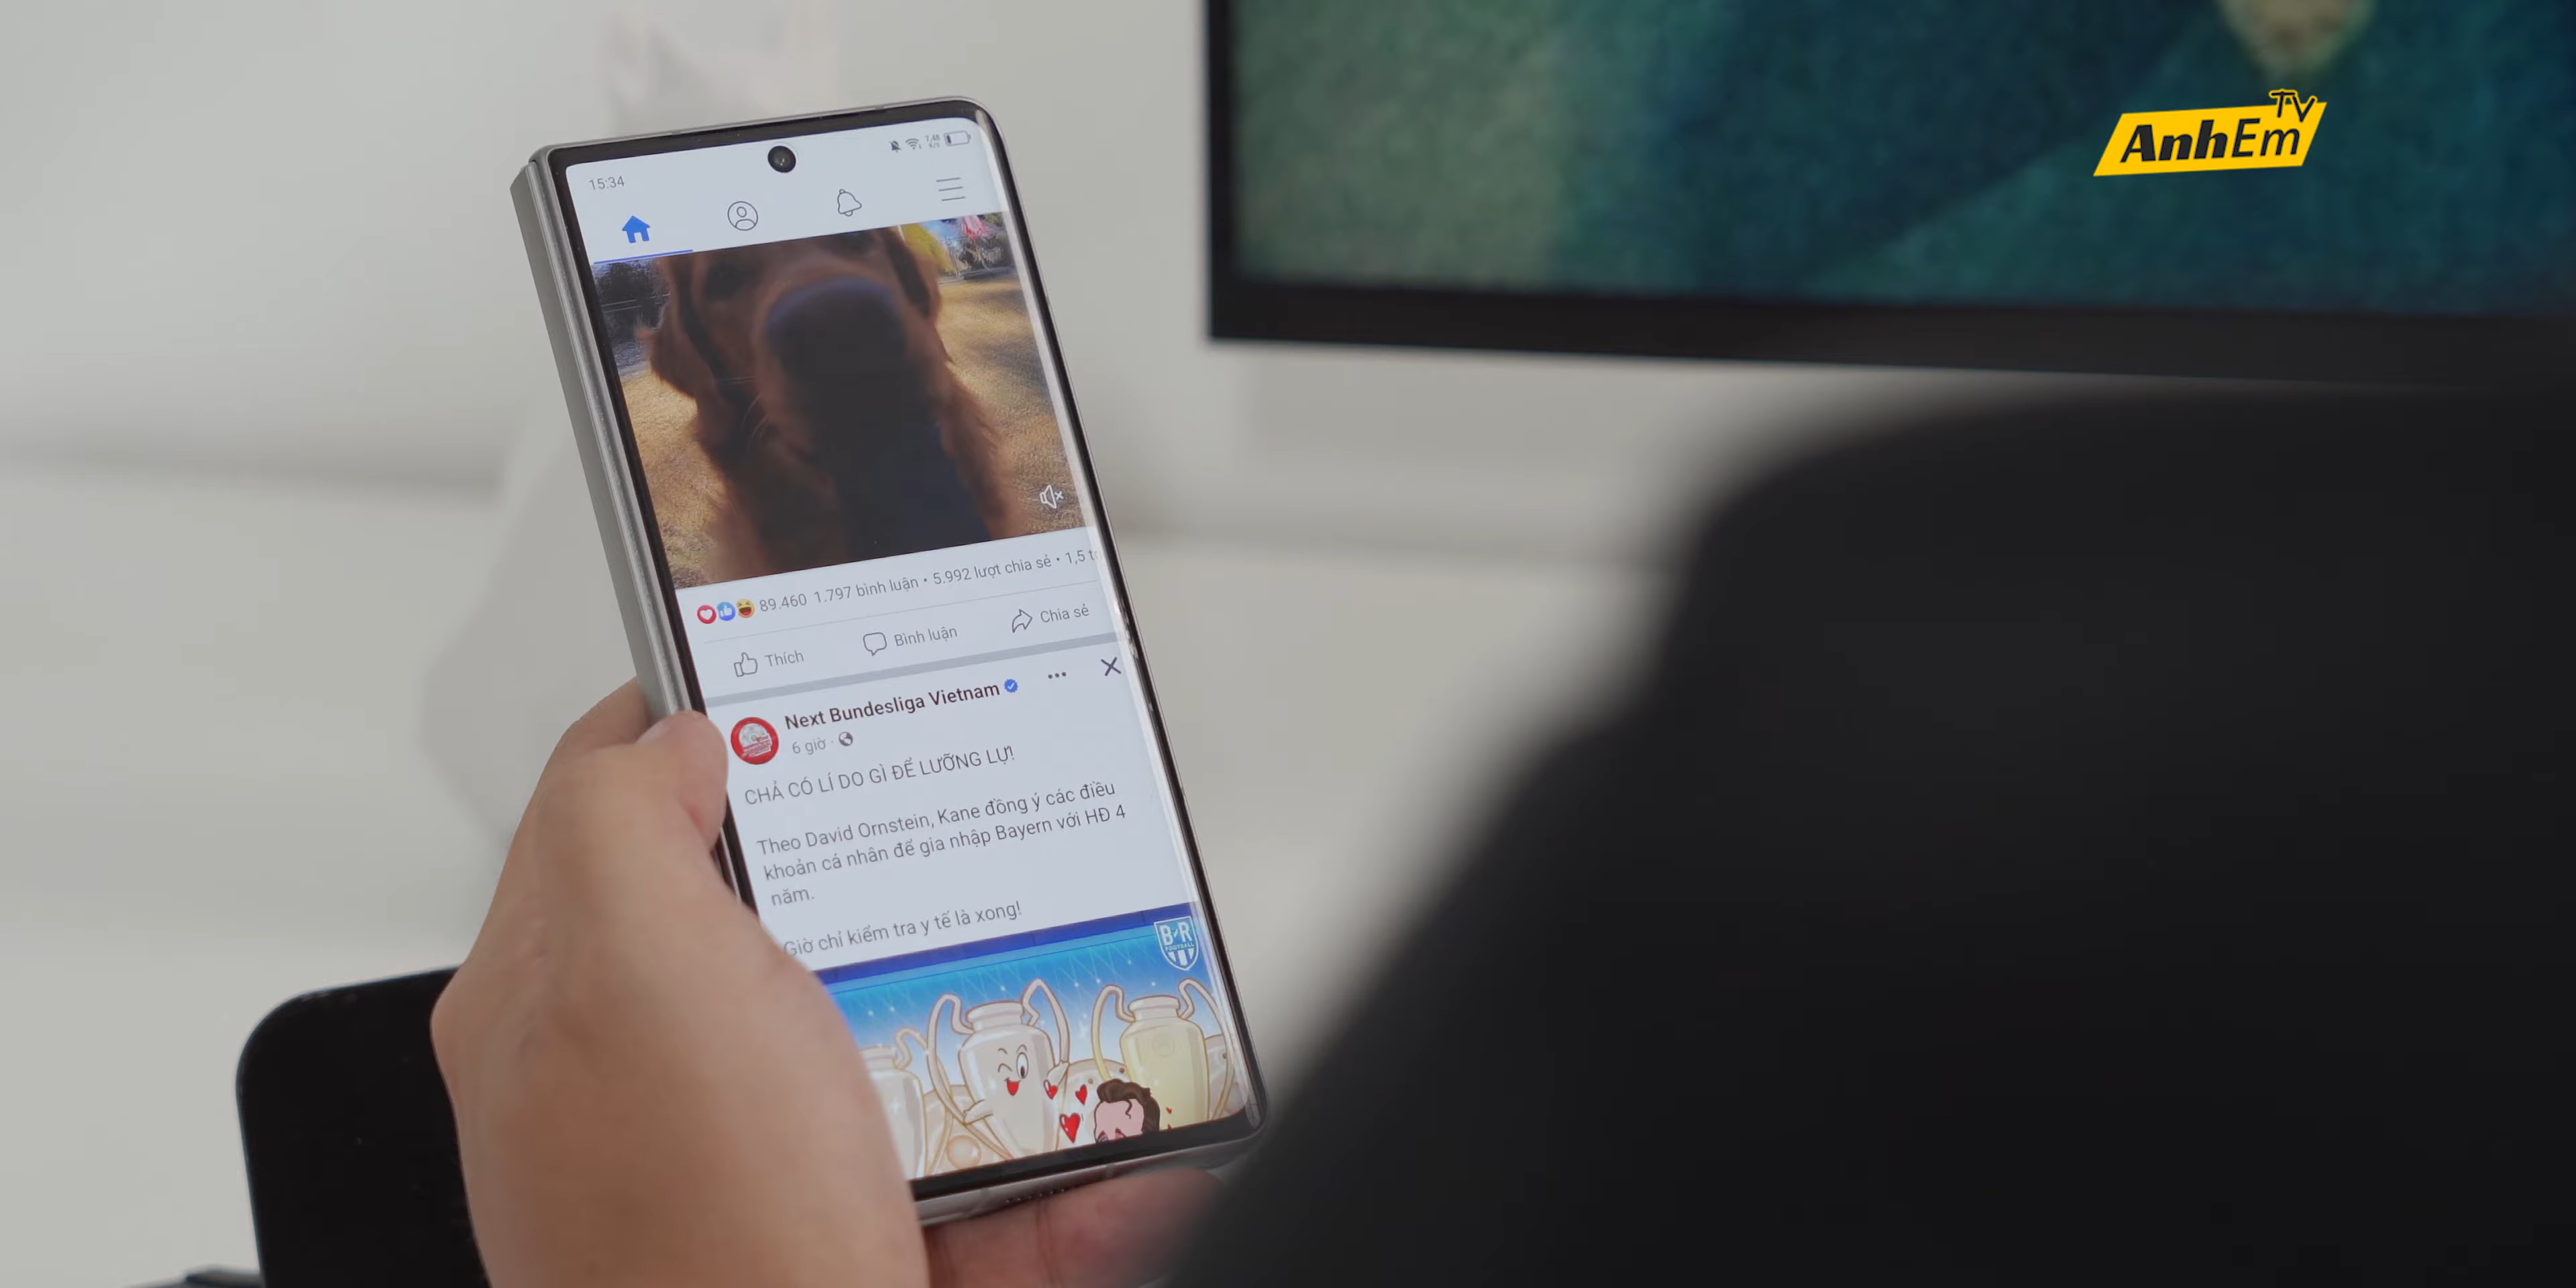 TV
AnhEm
15:34
89.460 1.797 bình luận • 5.992 lượt chia sẻ • 1,5 tr
Thích
Bình luận
Chia sẻ
Next Bundesliga Vietnam
6 giờ ·
CHẢ CÓ LÍ DO GÌ ĐỂ LƯỠNG LỰ!
Theo David Ornstein, Kane đồng ý các điều
khoản cá nhân để gia nhập Bayern với HĐ 4
năm.
Giờ chỉ kiểm tra y tế là xong!
B/R
FOOTBALL